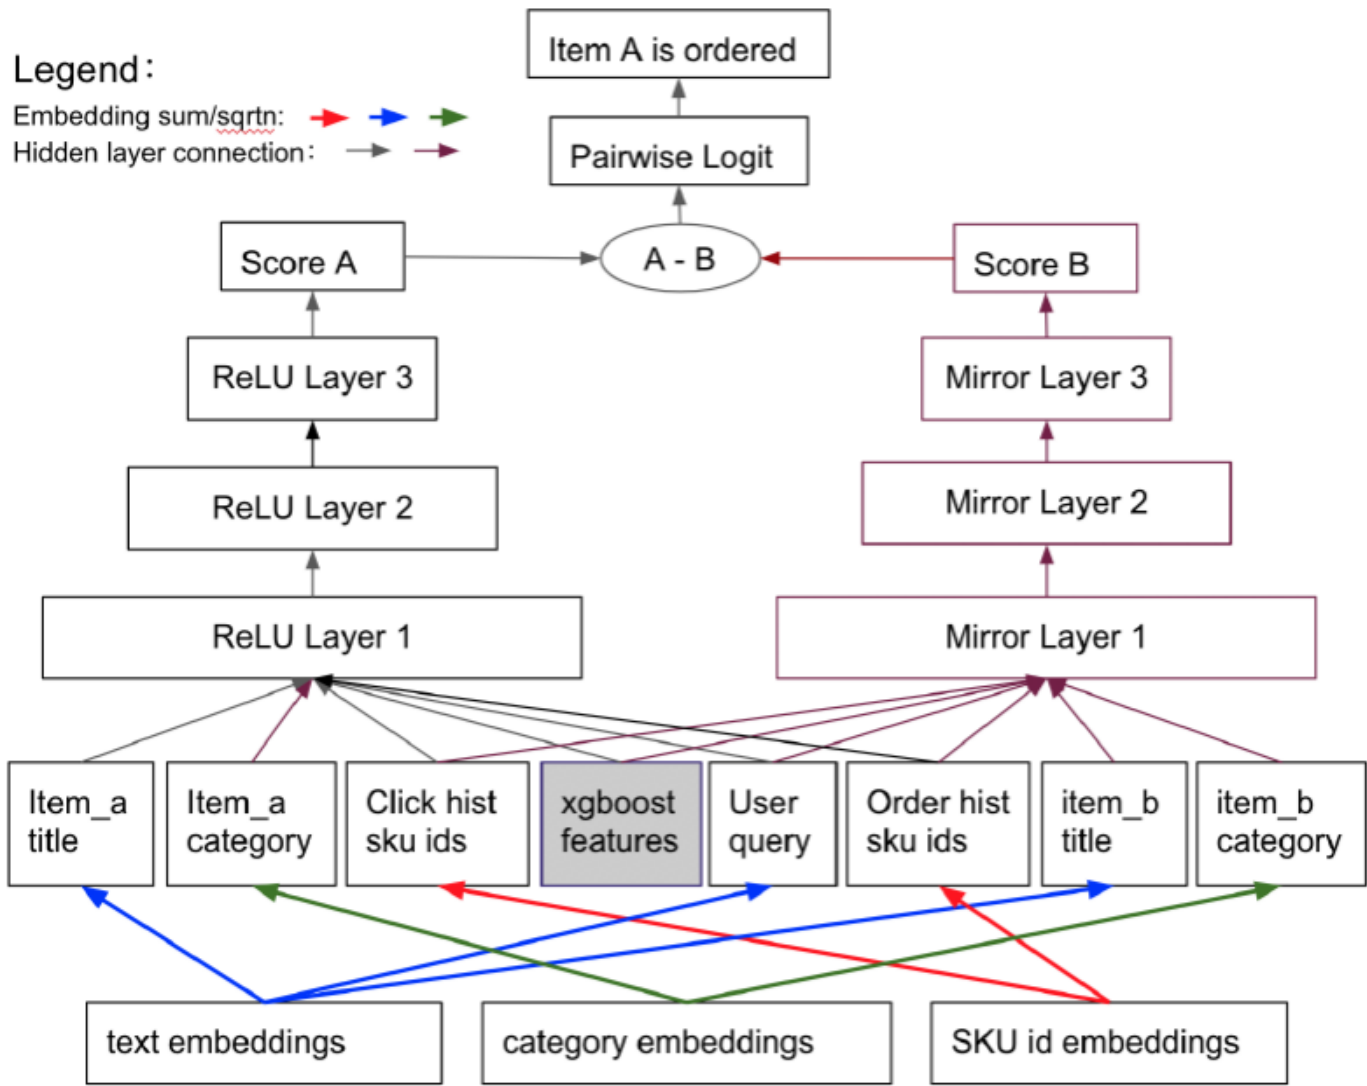 Item A is ordered
Legend：
Embedding sum/sqrtn:
Hidden layer connection：
Pairwise Logit
Score A
A - B
Score B
ReLU Layer 3
Mirror Layer 3
ReLU Layer 2
Mirror Layer 2
ReLU Layer 1
Mirror Layer 1
Item_a
title
Item_a
category
Click hist
sku ids
xgboost
features
User
query
Order hist
sku ids
item_b
title
item_b
category
text embeddings
category embeddings
SKU id embeddings